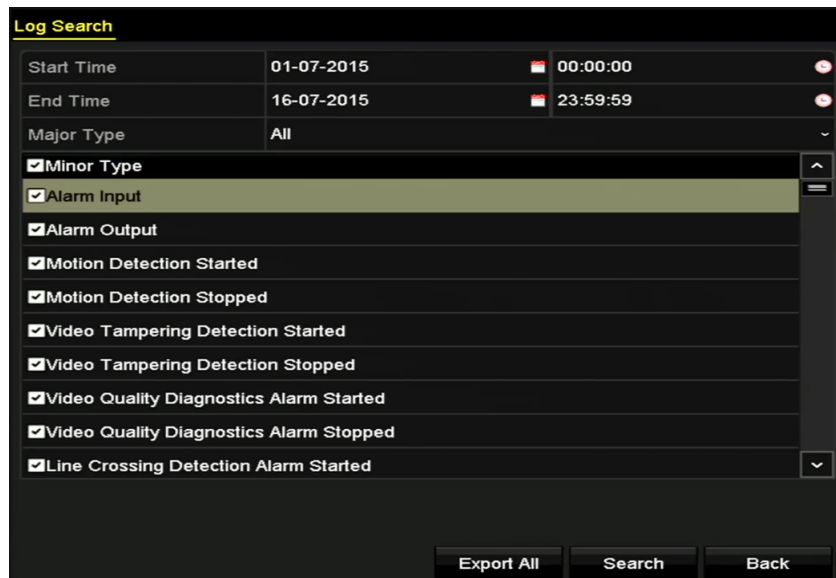 Log Search
Start Time 01-07-2015 00:00:00
End Time 16-07-2015 23:59:59
Major Type All
Minor Type
Alarm Input
Alarm Output
Motion Detection Started
Motion Detection Stopped
Video Tampering Detection Started
Video Tampering Detection Stopped
Video Quality Diagnostics Alarm Started
Video Quality Diagnostics Alarm Stopped
Line Crossing Detection Alarm Started
Export All Search Back